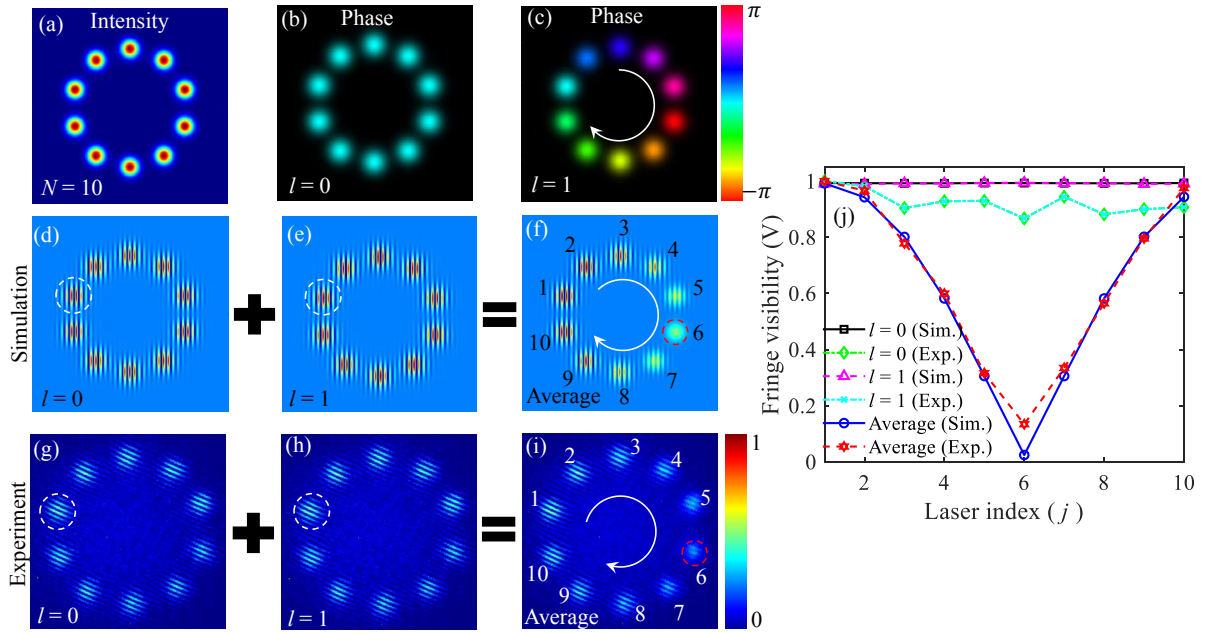 (a) Intensity
N = 10
(b) Phase
l = 0
(c) Phase
l = 1
π
−π
Simulation
(d)
l = 0
(e)
l = 1
(f)
1
2
3
4
5
6
7
8
9
10
Average
Experiment
(g)
l = 0
(h)
l = 1
(i)
1
2
3
4
5
6
7
8
9
10
Average
1
0
(j)
Fringe visibility (V)
1
0.8
0.6
0.4
0.2
0
l = 0 (Sim.)
l = 0 (Exp.)
l = 1 (Sim.)
l = 1 (Exp.)
Average (Sim.)
Average (Exp.)
2 4 6 8 10
Laser index ( j )